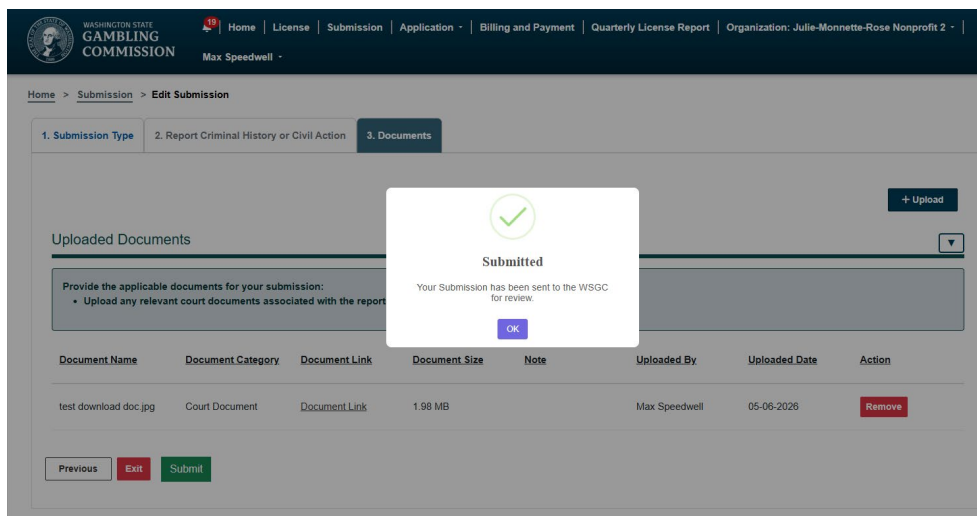 WASHINGTON STATE
GAMBLING
COMMISSION
19 | Home | License | Submission | Application | Billing and Payment | Quarterly License Report | Organization: Julie-Monnette-Rose Nonprofit 2 |
Max Speedwell
Home > Submission > Edit Submission
1. Submission Type 2. Report Criminal History or Civil Action 3. Documents
+ Upload
Uploaded Documents
Submitted
Your Submission has been sent to the WSGC
for review.
OK
Provide the applicable documents for your submission:
• Upload any relevant court documents associated with the report
Document Name Document Category Document Link Document Size Note Uploaded By Uploaded Date Action
test download doc.jpg Court Document Document Link 1.98 MB Max Speedwell 05-06-2026 Remove
Previous Exit Submit